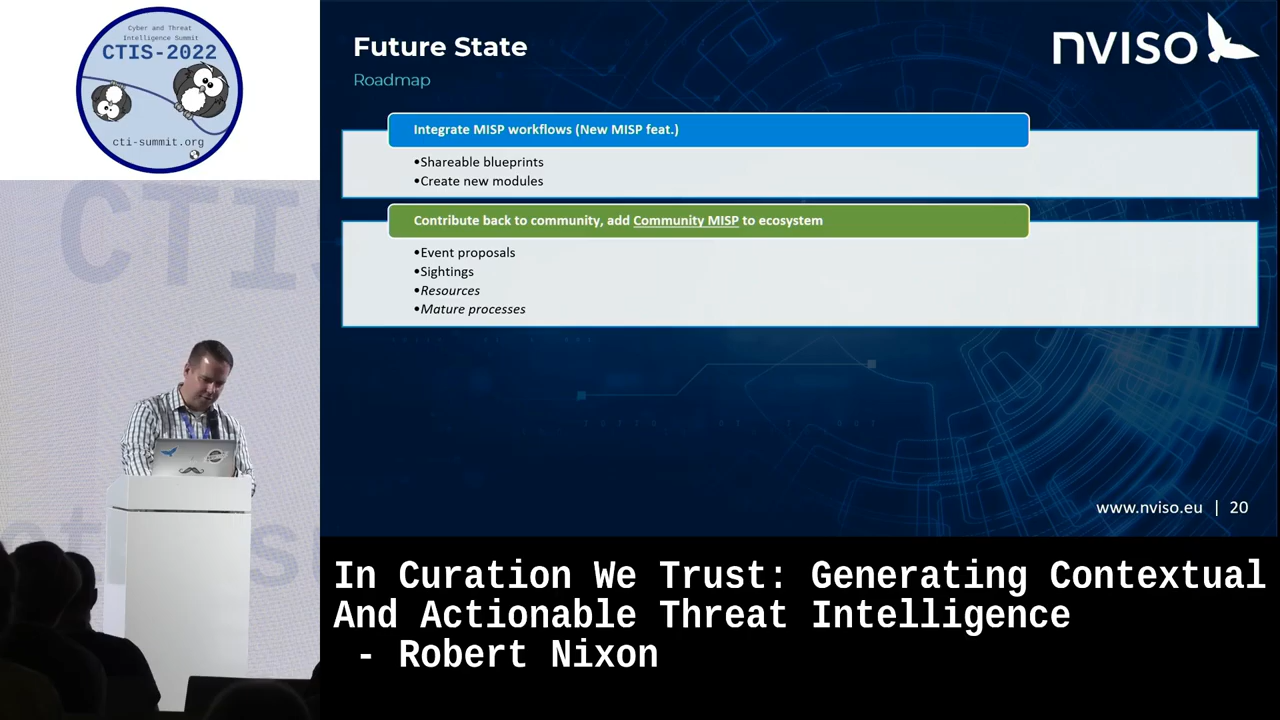 Cyber and Threat
Intelligence Summit
CTIS-2022
cti-summit.org
Future State
Roadmap
nviso
Integrate MISP workflows (New MISP feat.)
•Shareable blueprints
•Create new modules
Contribute back to community, add Community MISP to ecosystem
•Event proposals
•Sightings
•Resources
•Mature processes
www.nviso.eu | 20
CTIS
In Curation We Trust: Generating Contextual
And Actionable Threat Intelligence
- Robert Nixon